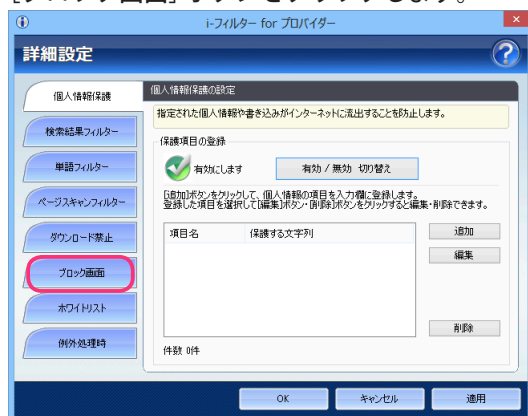 [ブロック画面] ボタンをクリックします。
i-フィルター for プロバイダー
詳細設定
個人情報保護
検索結果フィルター
単語フィルター
ページスキャンフィルター
ダウンロード禁止
ブロック画面
ホワイトリスト
例外処理時
個人情報保護の設定
指定された個人情報や書き込みがインターネットに流出することを防止します。
保護項目の登録
有効にします
有効 / 無効 切り替え
[追加]ボタンをクリックして、個人情報の項目を入力欄に登録します。
登録した項目を選択して[編集]ボタン・[削除]ボタンをクリックすると編集・削除できます。
項目名 保護する文字列
追加
編集
削除
件数 0件
OK キャンセル 適用